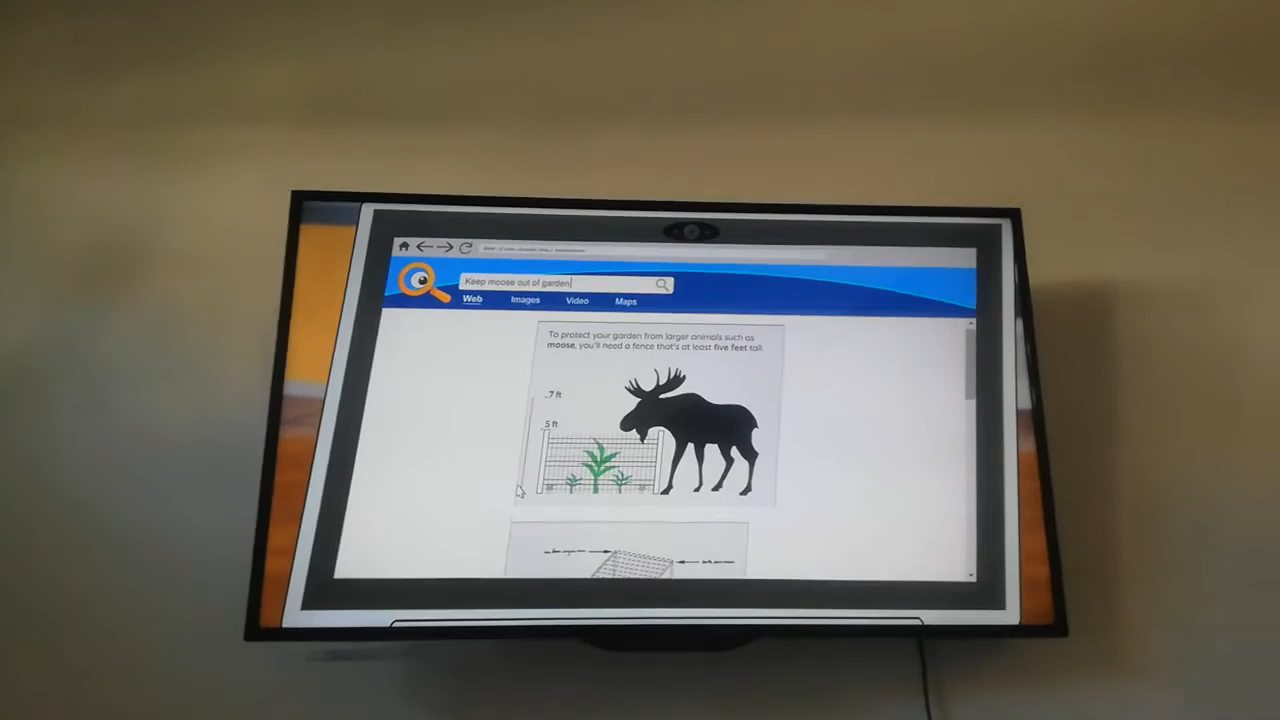 Keep moose out of garden
Web Images Video Maps
To protect your garden from larger animals such as
moose, you'll need a fence that's at least five feet tall.
7 ft
5 ft